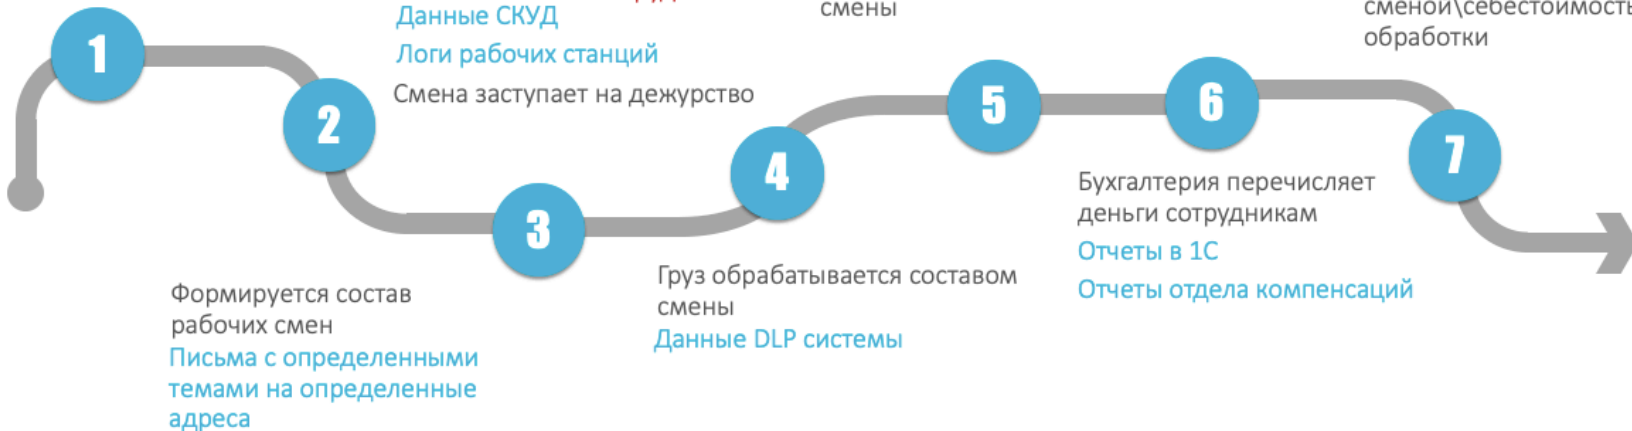 1
2
Данные СКУД
Логи рабочих станций
Смена заступает на дежурство
3
4
смены
5
6
сменой\себестоимость
обработки
7
Формируется состав
рабочих смен
Письма с определенными
темами на определенные
адреса
Груз обрабатывается составом
смены
Данные DLP системы
Бухгалтерия перечисляет
деньги сотрудникам
Отчеты в 1С
Отчеты отдела компенсаций